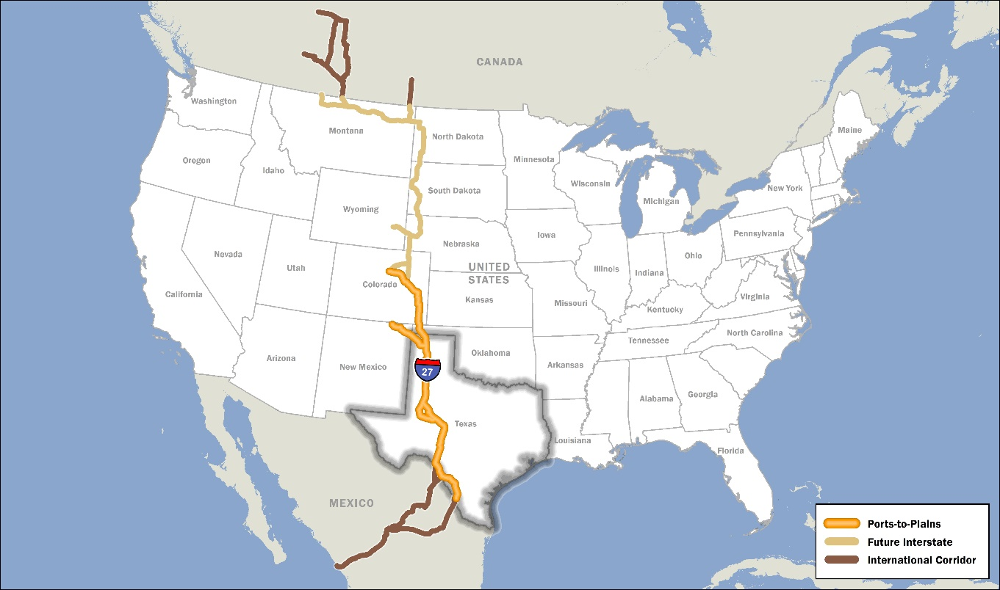 CANADA
Washington
Maine
Montana
North Dakota
Minnesota
Oregon
Idaho
Wisconsin
New York
South Dakota
Michigan
Wyoming
Iowa
Pennsylvania
Nebraska
Nevada
Ohio
UNITED
STATES
Utah
Illinois
Indiana
Colorado
California
Kansas
Missouri
Virginia
Kentucky
North Carolina
Tennessee
Oklahoma
Arizona
New Mexico
Arkansas
27
Alabama
Georgia
Texas
Louisiana
Florida
MEXICO
Ports-to-Plains
Future Interstate
International Corridor